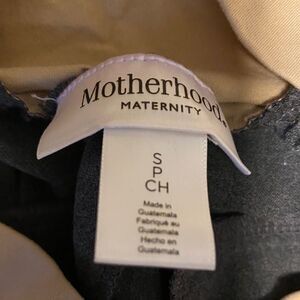 Motherhood.
MATERNITY
S
P
CH
Made in
Guatemala
Fabriqué au
Guatemala
Hecho en
Guatemala